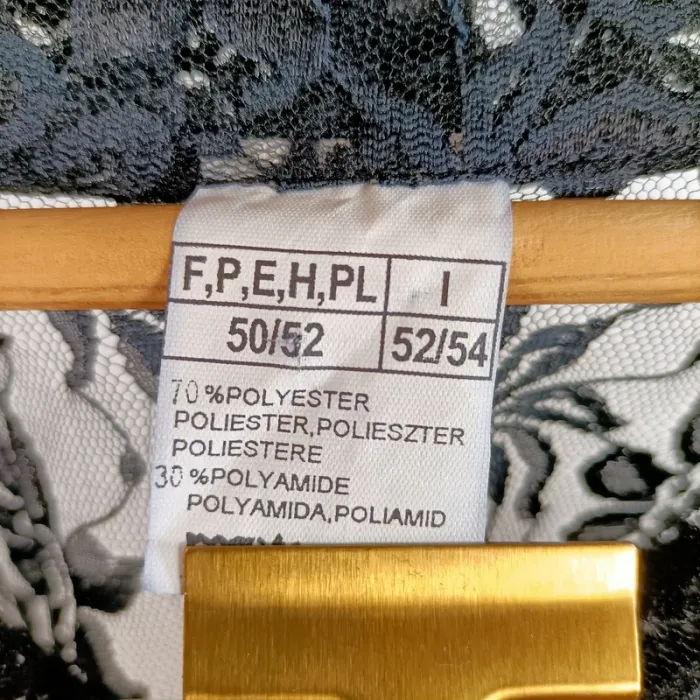 F,P,E,H,PL I
50/52 52/54
70 %POLYESTER
POLIESTER,POLIESZTER
POLIESTERE
30 %POLYAMIDE
POLYAMIDA,POLIAMID